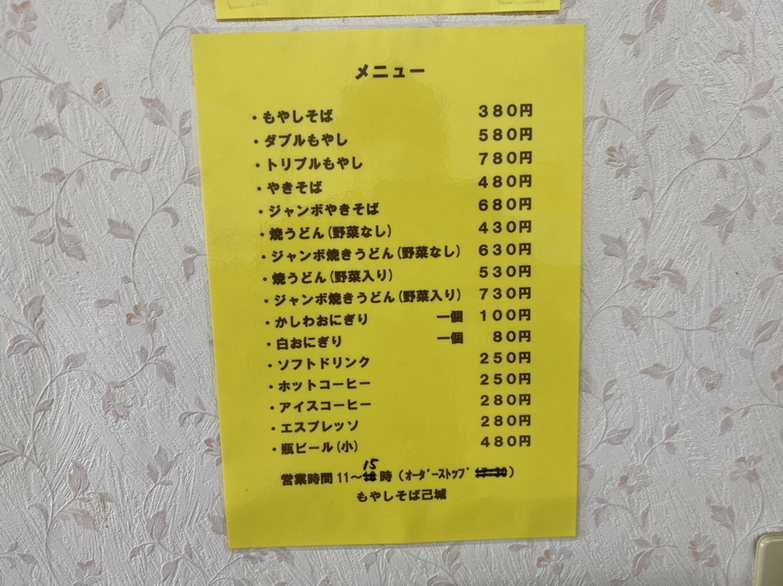 メニュー
・もやしそば 380円
・ダブルもやし 580円
・トリプルもやし 780円
・やきそば 480円
・ジャンボやきそば 680円
・焼うどん(野菜なし) 430円
・ジャンボ焼きうどん(野菜なし) 630円
・焼うどん(野菜入り) 530円
・ジャンボ焼きうどん(野菜入り) 730円
・かしわおにぎり 一個 100円
・白おにぎり 一個 80円
・ソフトドリンク 250円
・ホットコーヒー 250円
・アイスコーヒー 280円
・エスプレッソ 280円
・瓶ビール(小) 480円
営業時間11～15時(オーダーストップ)
もやしそば己城